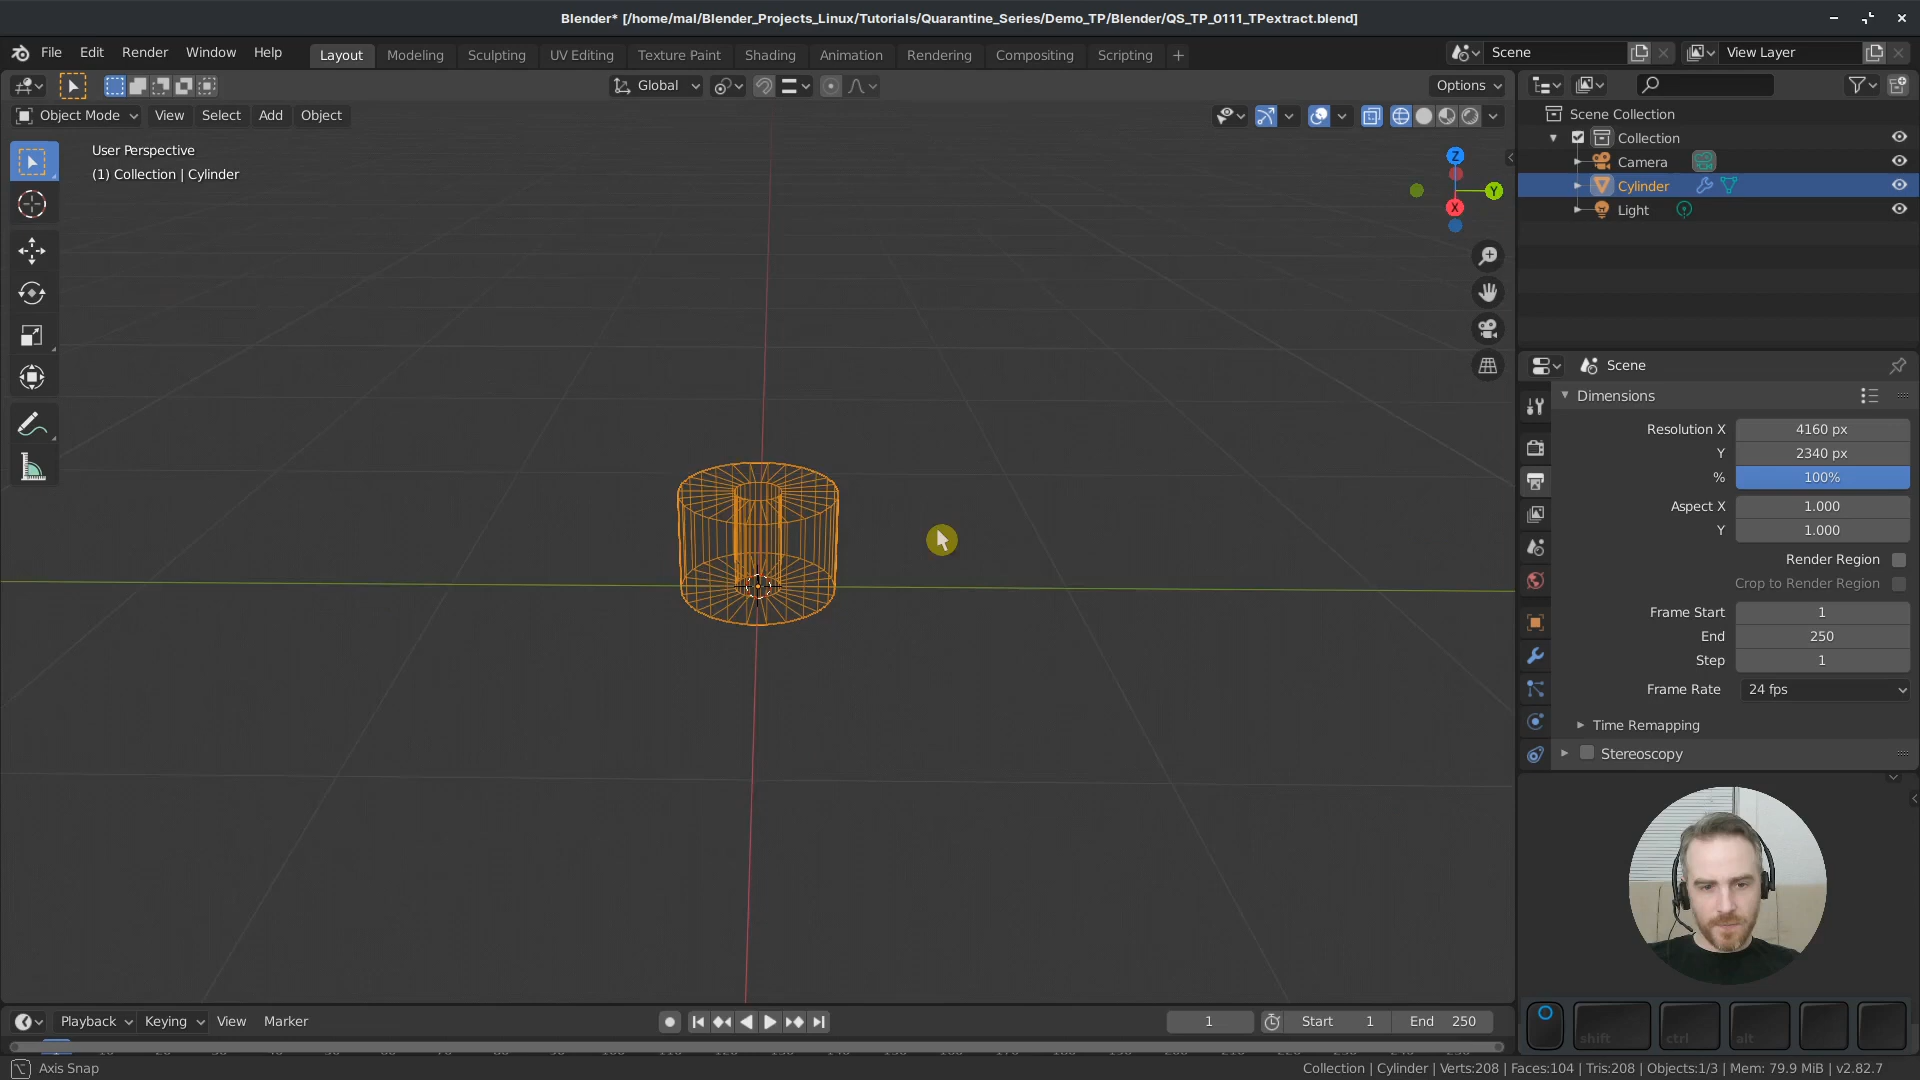 Blender* [/home/mal/Blender_Projects_Linux/Tutorials/Quarantine_Series/Demo_TP/Blender/QS_TP_0111_TPextract.blend]
File Edit Render Window Help
Layout Modeling Sculpting UV Editing Texture Paint Shading Animation Rendering Compositing Scripting +
Scene
View Layer
Global
Options
Object Mode View Select Add Object
User Perspective
(1) Collection | Cylinder
Z
Y
X
Scene Collection
Collection
Camera
Cylinder
Light
Scene
Dimensions
Resolution X 4160 px
Y 2340 px
% 100%
Aspect X 1.000
Y 1.000
Render Region
Crop to Render Region
Frame Start 1
End 250
Step 1
Frame Rate 24 fps
Time Remapping
Stereoscopy
Playback Keying View Marker
1
Start 1
End 250
shift ctrl alt
Axis Snap
Collection | Cylinder | Verts:208 | Faces:104 | Tris:208 | Objects:1/3 | Mem: 79.9 MiB | v2.82.7